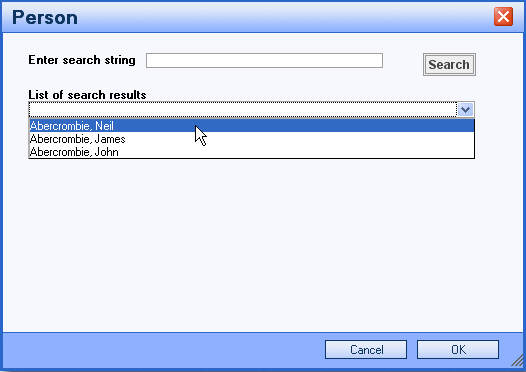 Person
Enter search string
Search
List of search results
Abercrombie, Neil
Abercrombie, James
Abercrombie, John
Cancel
OK